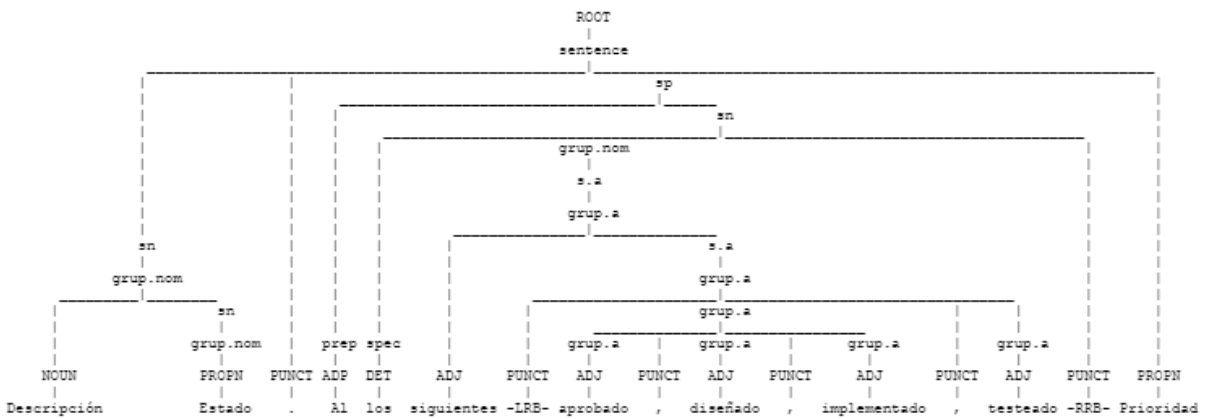 ROOT
sentence
sp
sn
grup.nom
s.a
grup.a
sn s.a
grup.nom grup.a
sn grup.a
grup.nom prep spec grup.a grup.a grup.a grup.a
NOUN PROPN PUNCT ADP DET ADJ PUNCT ADJ PUNCT ADJ PUNCT ADJ PUNCT ADJ PUNCT PROPN
Descripción Estado . Al los siguientes -LRB- aprobado , diseñado , implementado , testeado -RRB- Prioridad